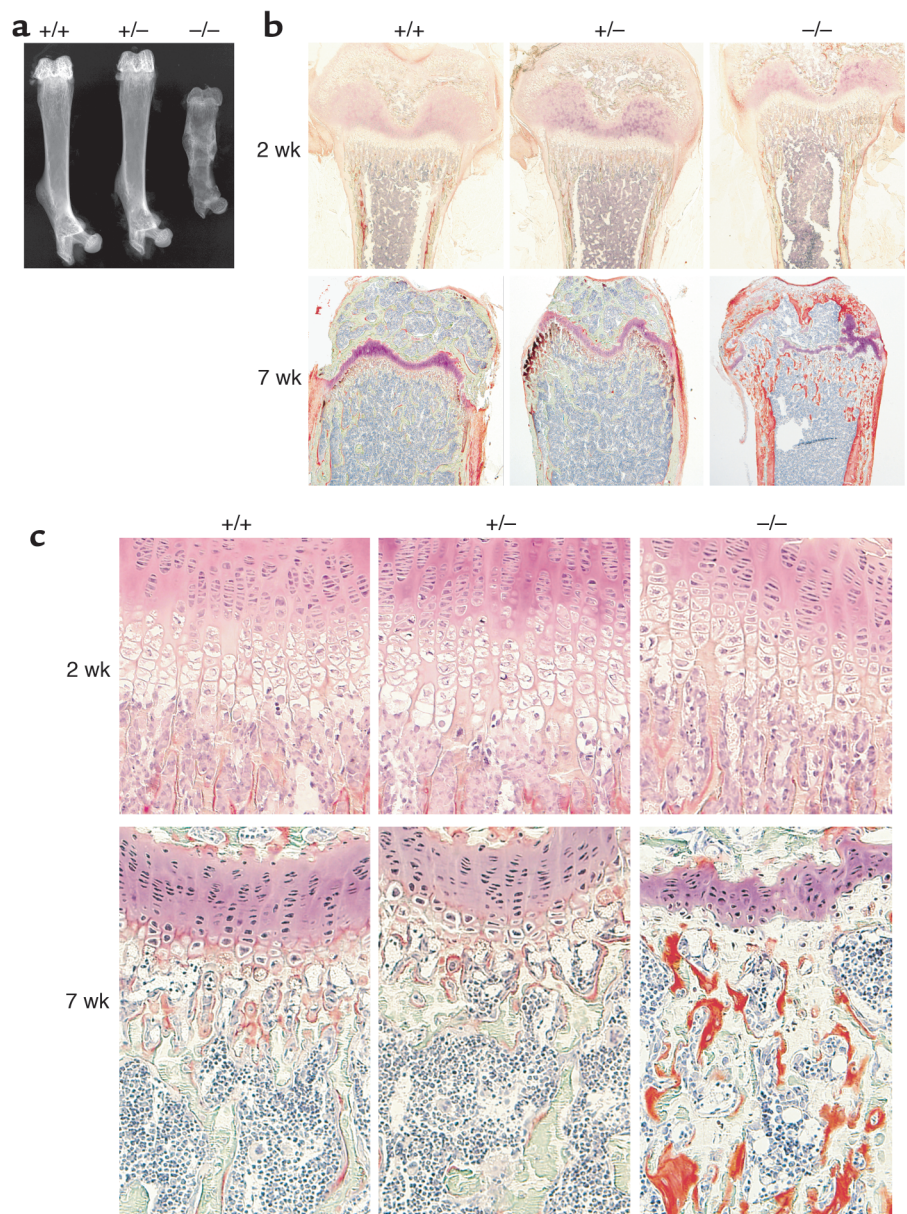 a
+/+ +/– –/–
b
+/+ +/– –/–
2 wk
7 wk
c
+/+ +/– –/–
2 wk
7 wk